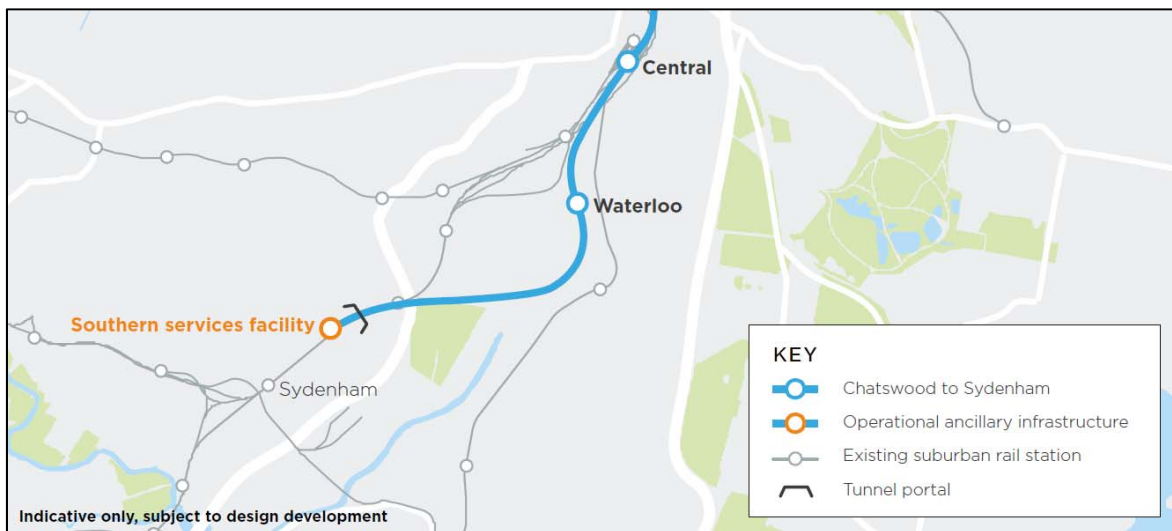 Central
Waterloo
Southern services facility
Sydenham
KEY
Chatswood to Sydenham
Operational ancillary infrastructure
Existing suburban rail station
Tunnel portal
Indicative only, subject to design development